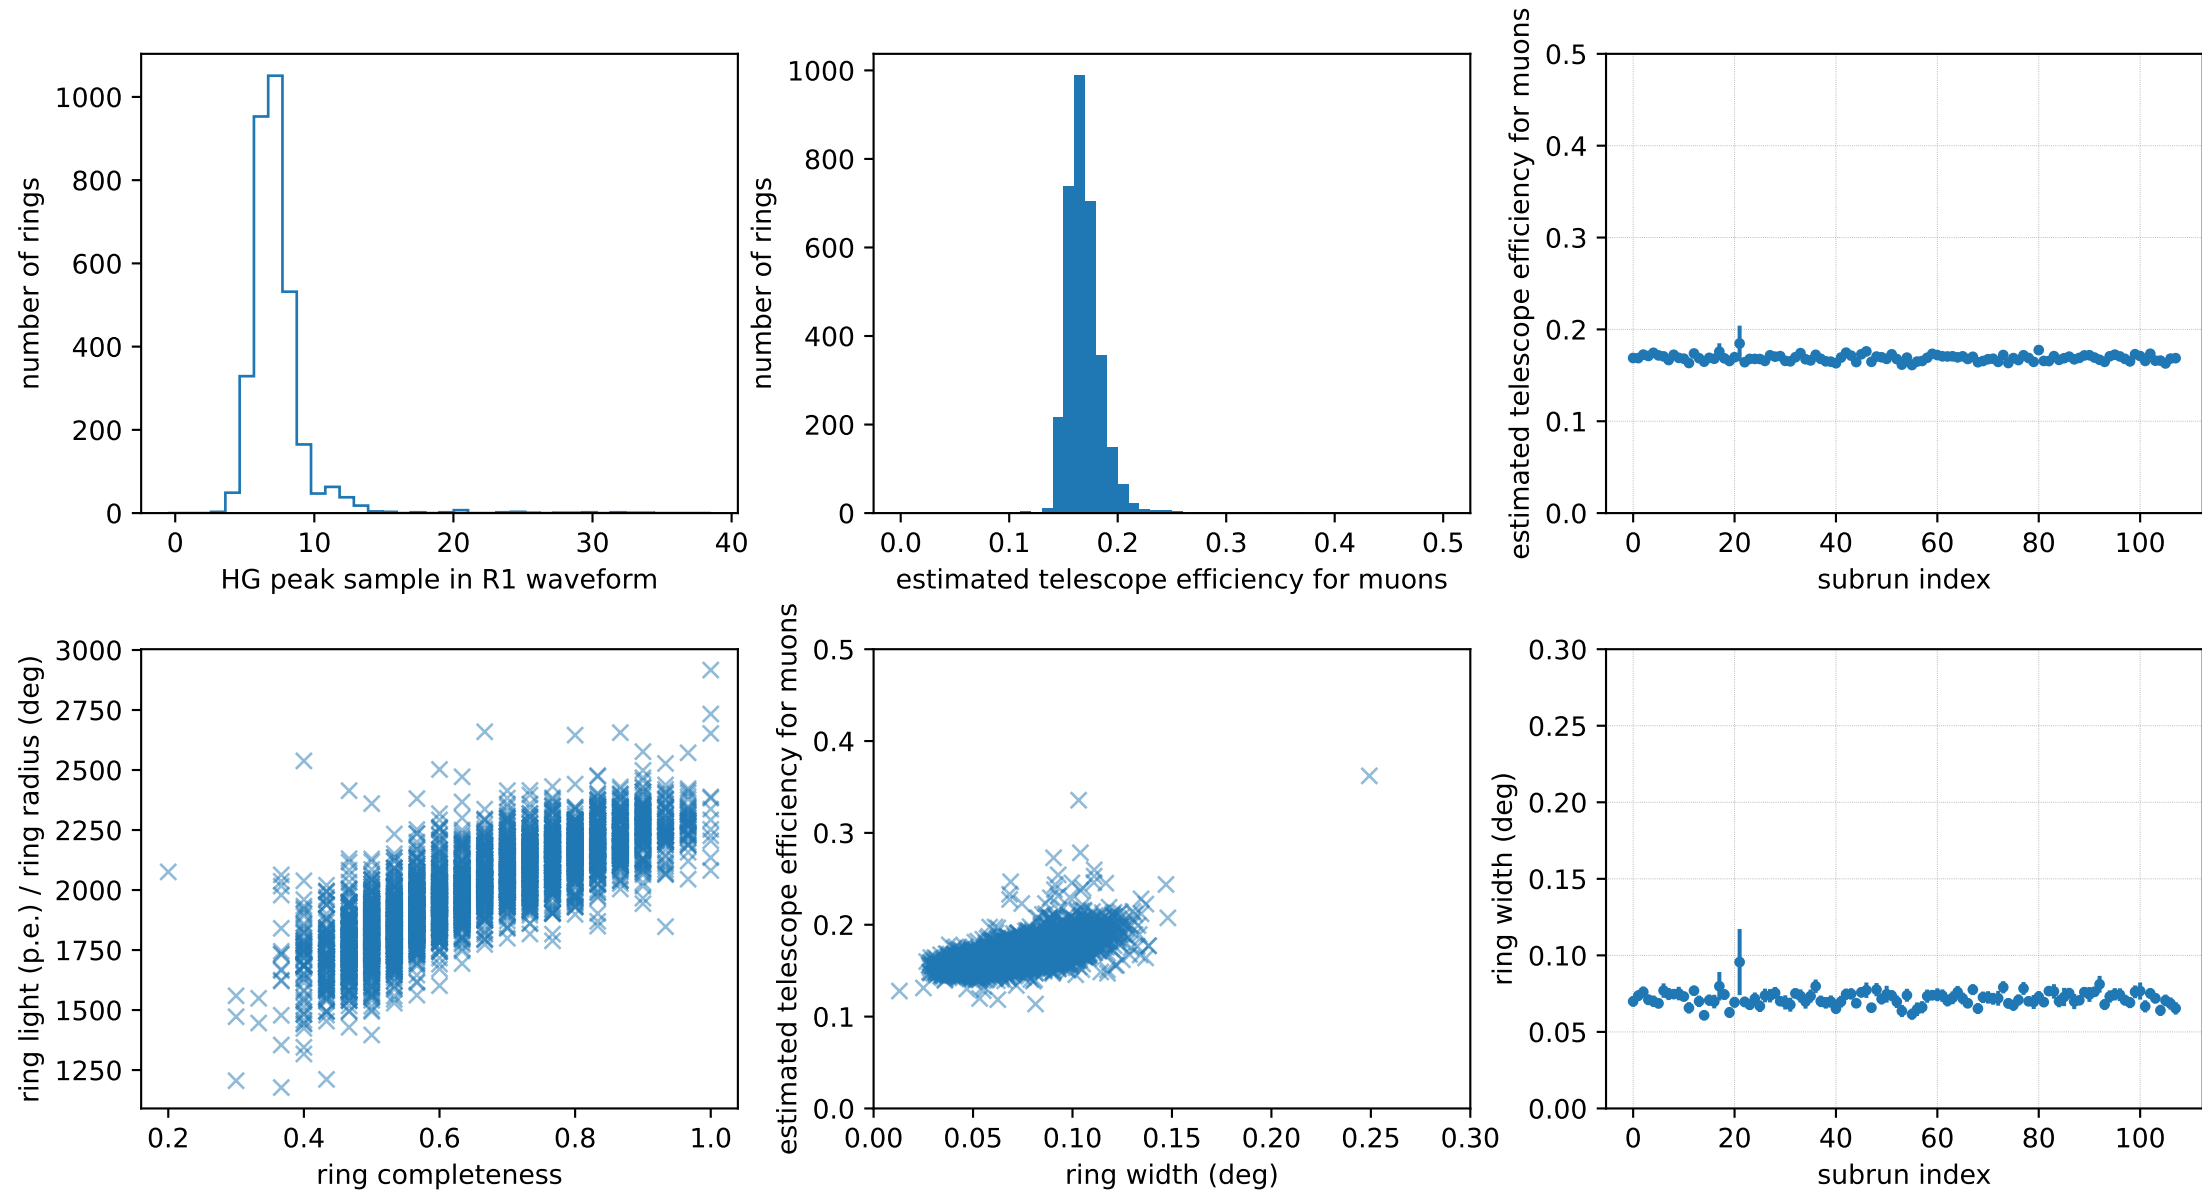 number of rings
1000
800
600
400
200
0
0 10 20 30 40
HG peak sample in R1 waveform
number of rings
1000
800
600
400
200
0
0.0 0.1 0.2 0.3 0.4 0.5
estimated telescope efficiency for muons
estimated telescope efficiency for muons
0.5
0.4
0.3
0.2
0.1
0.0
0 20 40 60 80 100
subrun index
ring light (p.e.) / ring radius (deg)
3000
2750
2500
2250
2000
1750
1500
1250
0.2 0.4 0.6 0.8 1.0
ring completeness
estimated telescope efficiency for muons
0.5
0.4
0.3
0.2
0.1
0.0
0.00 0.05 0.10 0.15 0.20 0.25 0.30
ring width (deg)
ring width (deg)
0.30
0.25
0.20
0.15
0.10
0.05
0.00
0 20 40 60 80 100
subrun index